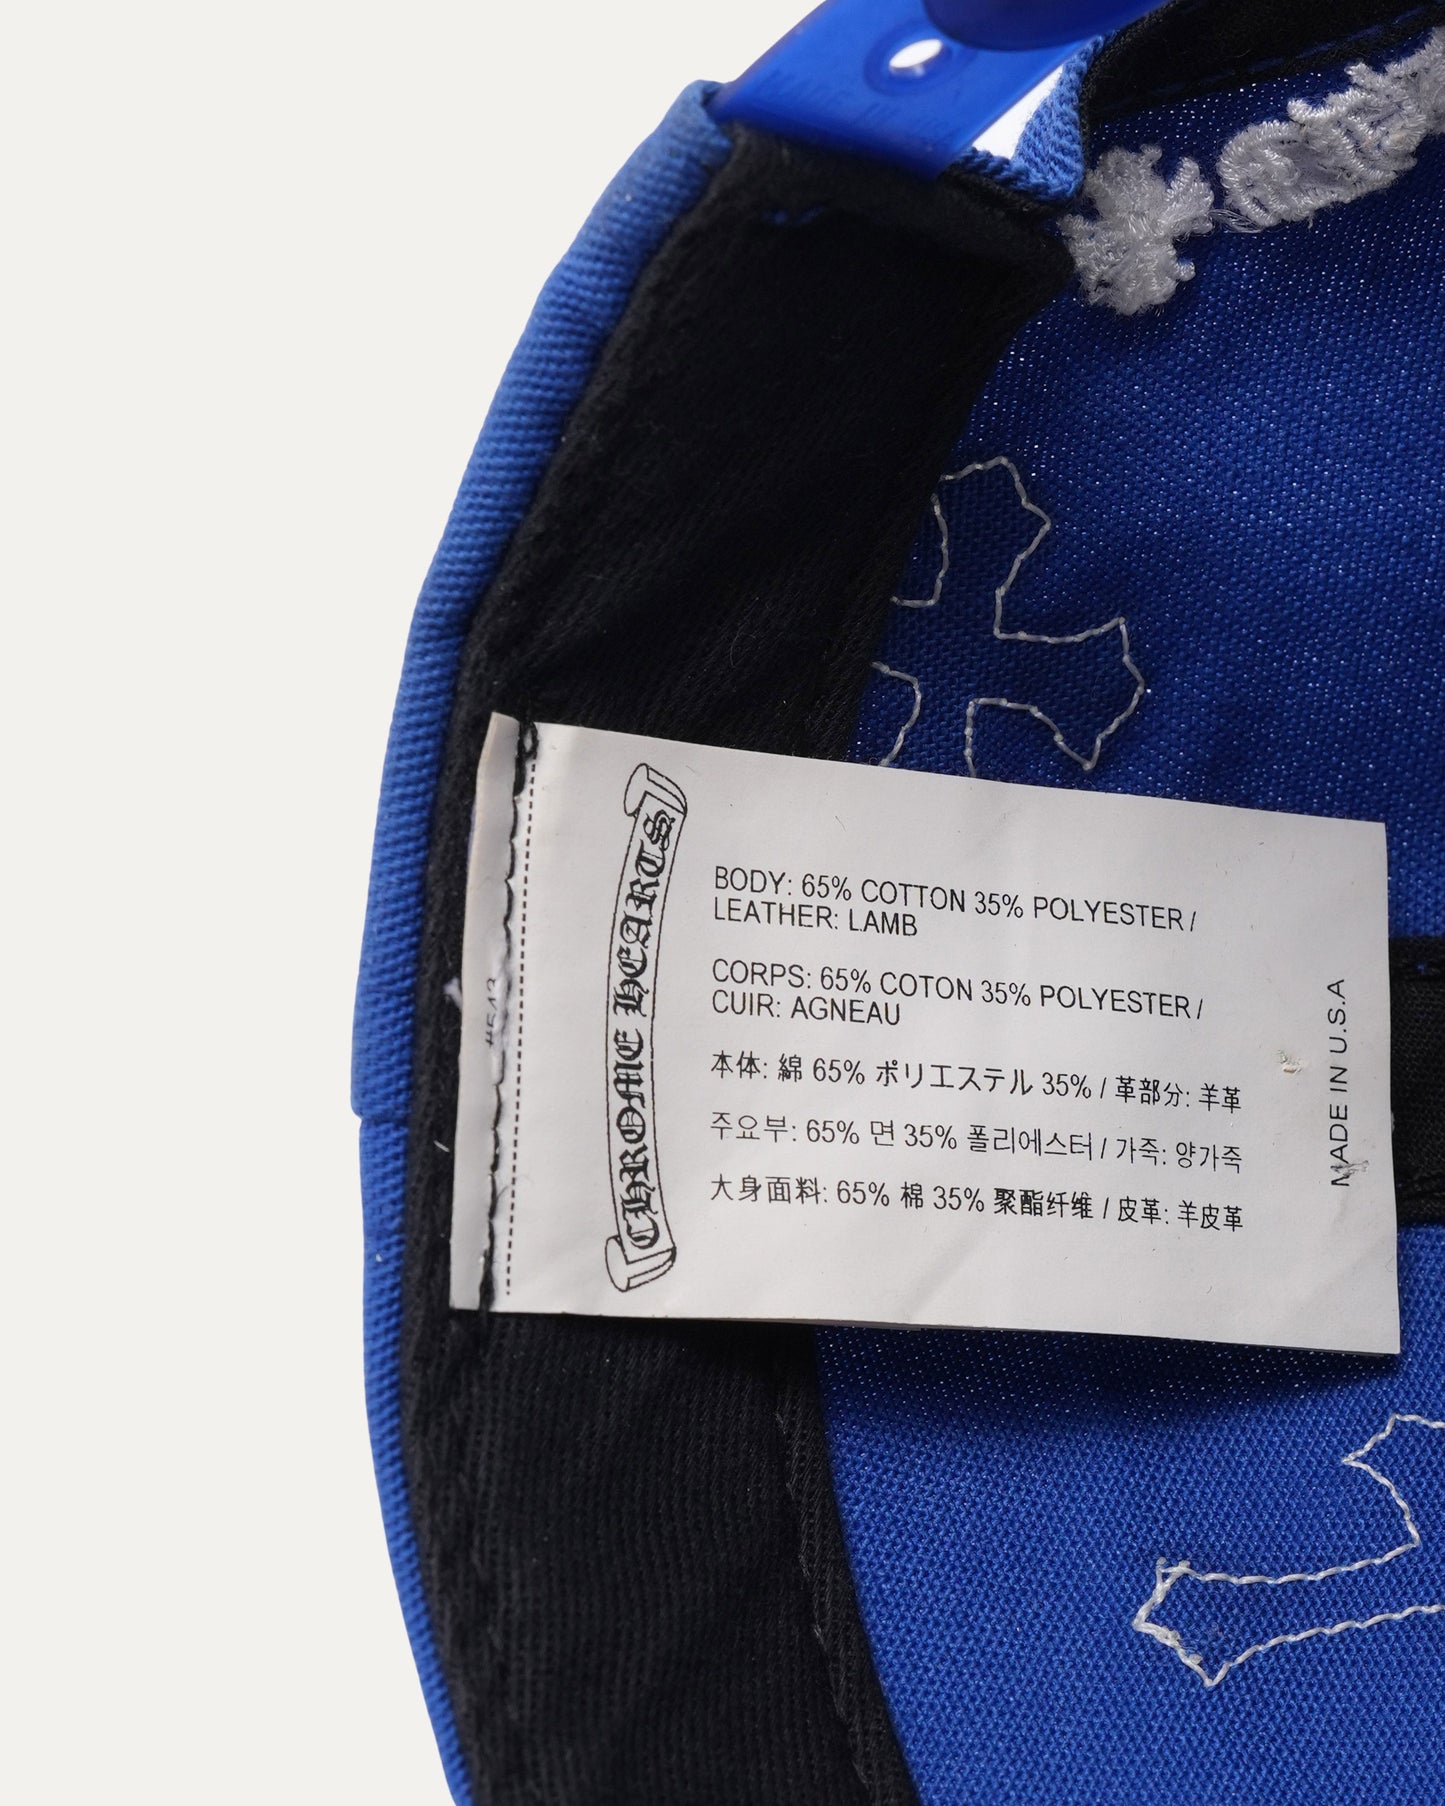 MADE IN USA
CHROME HEARTS
BODY: 65% COTTON 35% POLYESTER /
LEATHER: LAMB
CORPS: 65% COTON 35% POLYESTER /
CUIR: AGNEAU
本体: 綿 65% ポリエステル 35% / 革部分: 羊革
주요부: 65% 면 35% 폴리에스터 / 가죽: 양가죽
大身面料: 65% 棉 35% 聚酯纤维 / 皮革: 羊皮革
MADE IN U.S.A